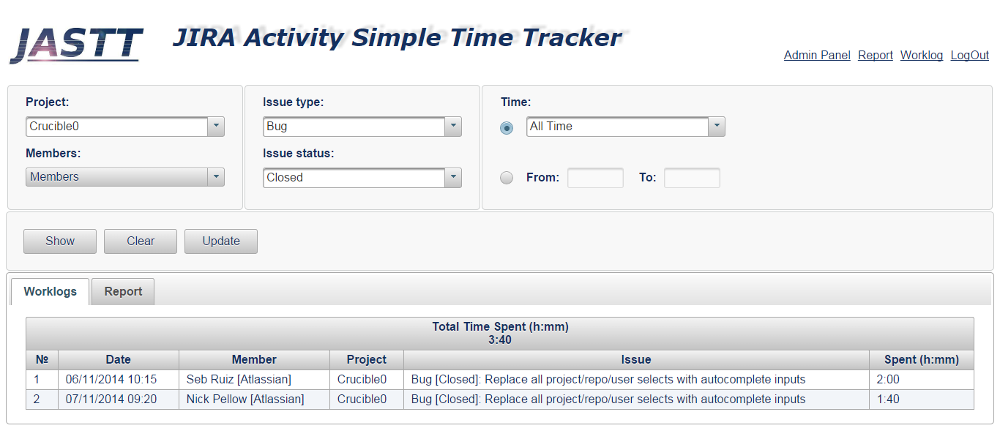 JASTT
JIRA Activity Simple Time Tracker
Admin Panel Report Worklog LogOut
Project: Issue type: Time:
Crucible0 Bug All Time
Members: Issue status:
Members Closed From: To:
Show Clear Update
Worklogs Report
Total Time Spent (h:mm)
3:40
№ Date Member Project Issue Spent (h:mm)
1 06/11/2014 10:15 Seb Ruiz [Atlassian] Crucible0 Bug [Closed]: Replace all project/repo/user selects with autocomplete inputs 2:00
2 07/11/2014 09:20 Nick Pellow [Atlassian] Crucible0 Bug [Closed]: Replace all project/repo/user selects with autocomplete inputs 1:40